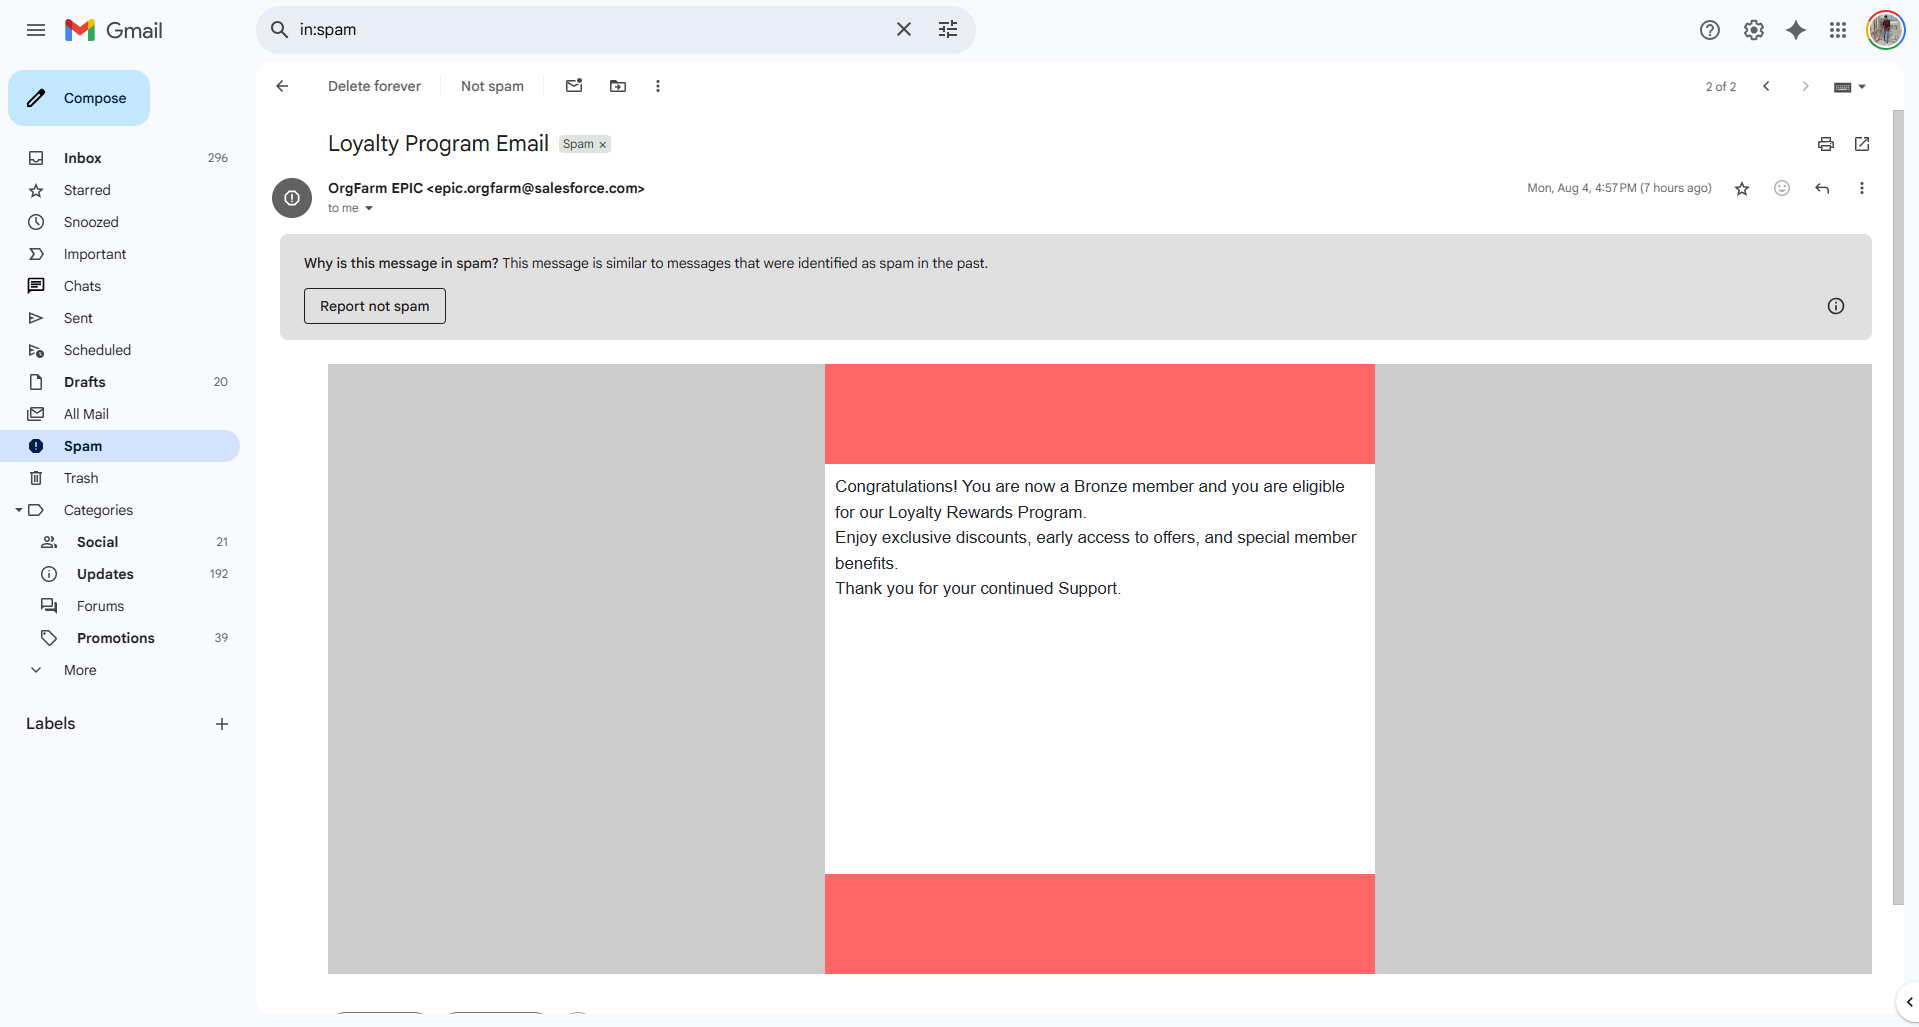 Gmail
in:spam
Compose
Delete forever
Not spam
2 of 2
Inbox 296
Starred
Snoozed
Important
Chats
Sent
Scheduled
Drafts 20
All Mail
Spam
Trash
Categories
Social 21
Updates 192
Forums
Promotions 39
More
Labels
Loyalty Program Email Spam ×
OrgFarm EPIC <epic.orgfarm@salesforce.com>
Mon, Aug 4, 4:57 PM (7 hours ago)
to me
Why is this message in spam? This message is similar to messages that were identified as spam in the past.
Report not spam
Congratulations! You are now a Bronze member and you are eligible
for our Loyalty Rewards Program.
Enjoy exclusive discounts, early access to offers, and special member
benefits.
Thank you for your continued Support.